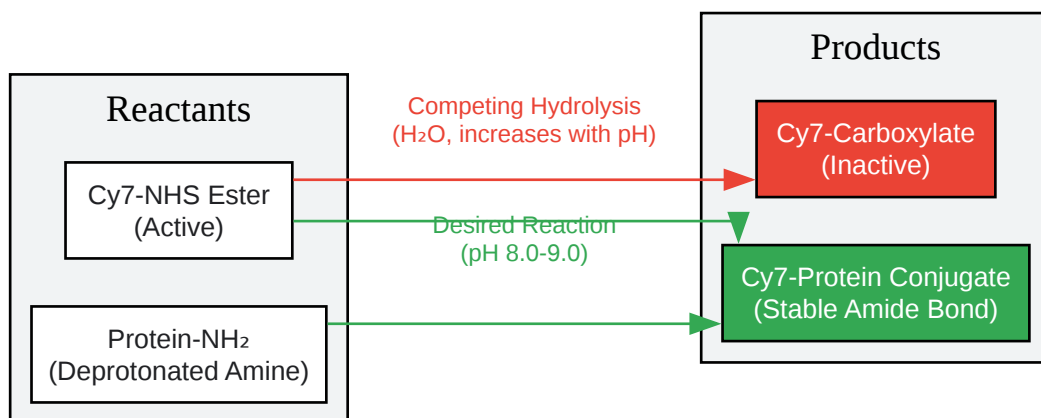 Reactants
Cy7-NHS Ester
(Active)
Protein-NH₂
(Deprotonated Amine)
Competing Hydrolysis
(H₂O, increases with pH)
Desired Reaction
(pH 8.0-9.0)
Products
Cy7-Carboxylate
(Inactive)
Cy7-Protein Conjugate
(Stable Amide Bond)